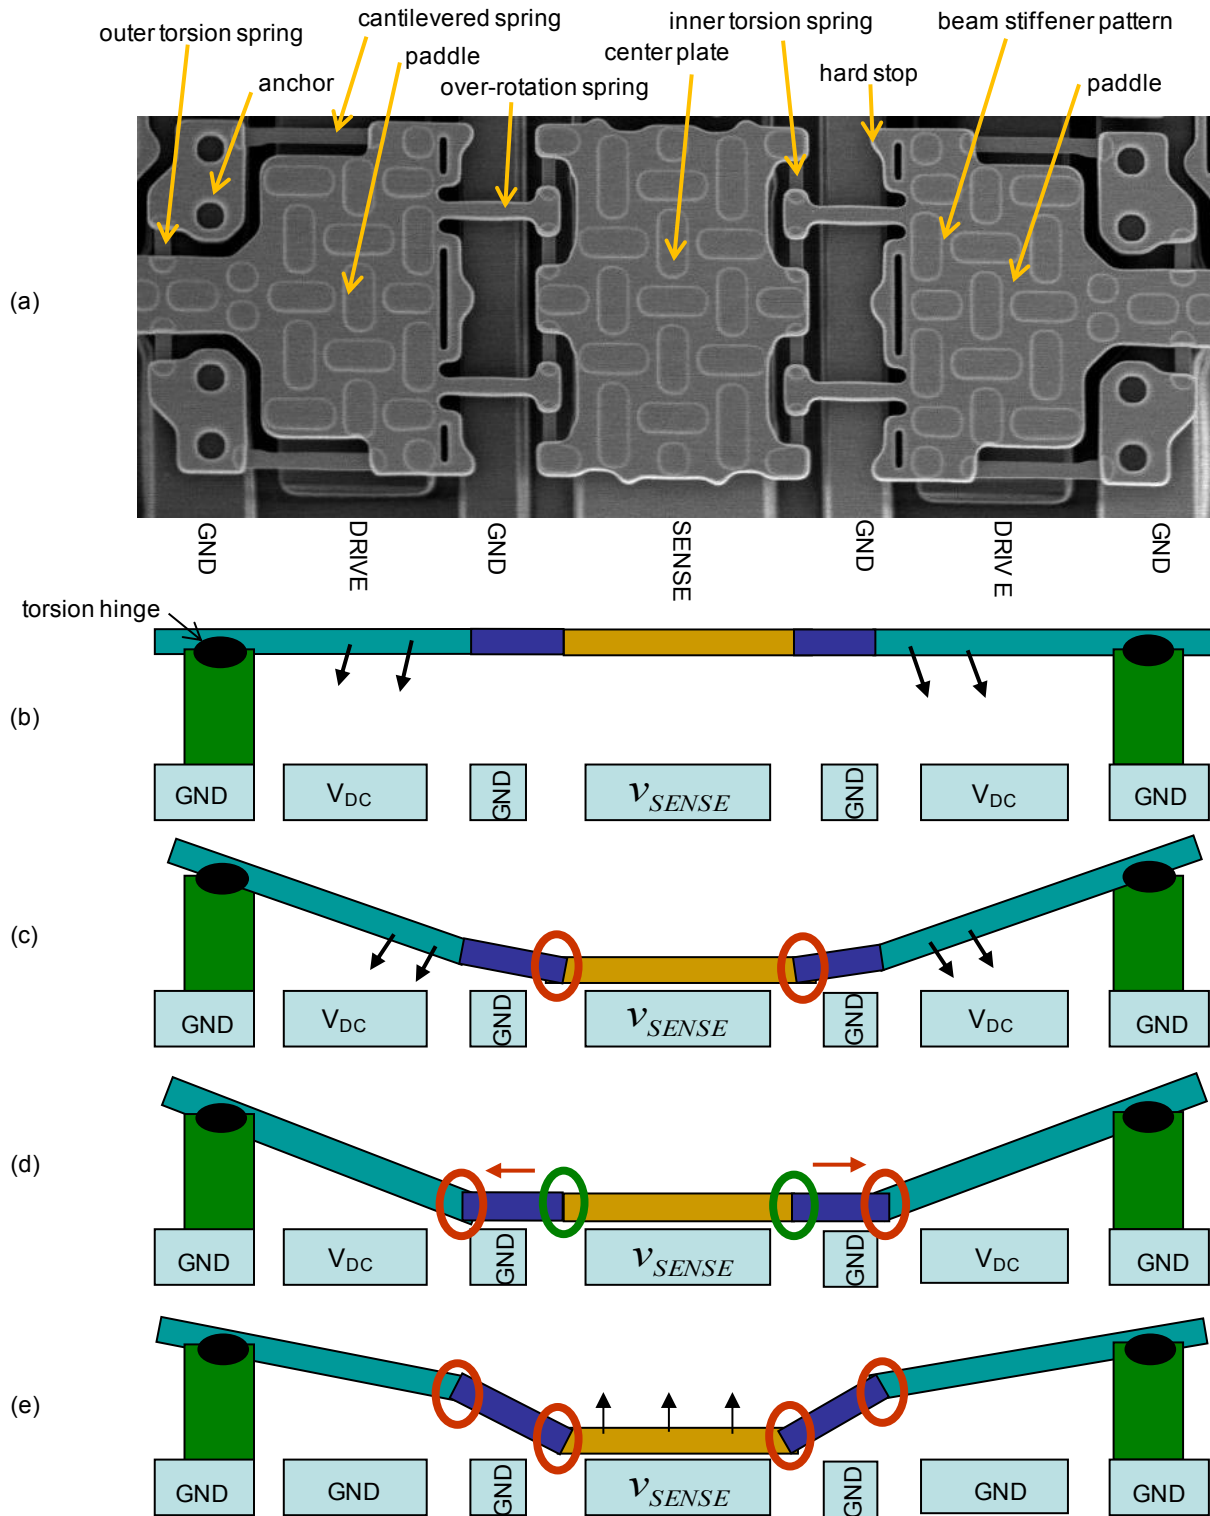 cantilevered spring
inner torsion spring
beam stiffener pattern
outer torsion spring
paddle
center plate
hard stop
paddle
anchor
over-rotation spring
(a)
GND
DRIVE
GND
SENSE
GND
DRIV E
GND
torsion hinge
(b)
GND
VDC
GND
vSENSE
GND
VDC
GND
(c)
GND
VDC
GND
vSENSE
GND
VDC
GND
(d)
GND
VDC
GND
vSENSE
GND
VDC
GND
(e)
GND
GND
GND
vSENSE
GND
GND
GND